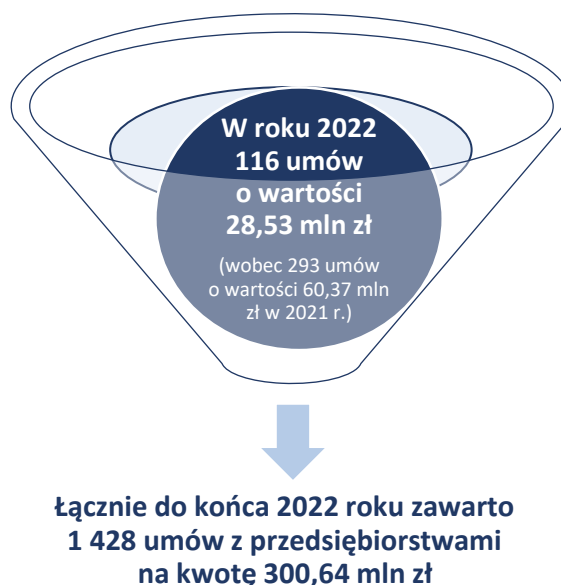 W roku 2022
116 umów
o wartości
28,53 mln zł
(wobec 293 umów
o wartości 60,37 mln
zł w 2021 r.)
Łącznie do końca 2022 roku zawarto
1 428 umów z przedsiębiorstwami
na kwotę 300,64 mln zł